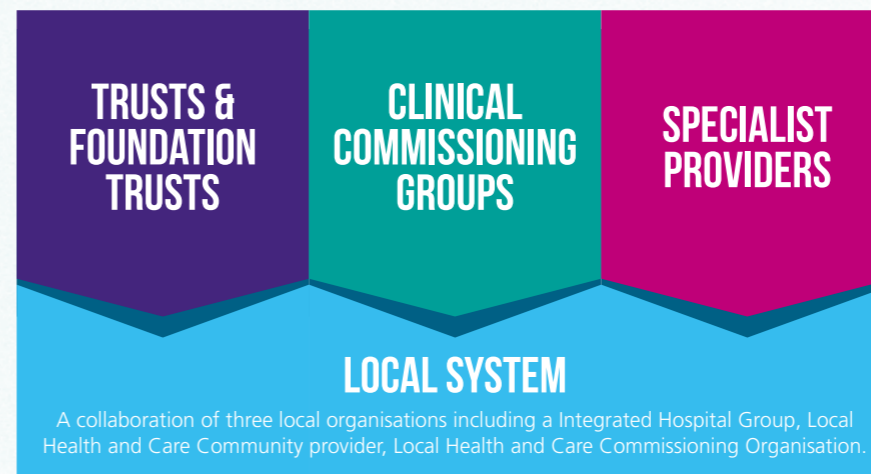 TRUSTS &
FOUNDATION
TRUSTS
CLINICAL
COMMISSIONING
GROUPS
SPECIALIST
PROVIDERS
LOCAL SYSTEM
A collaboration of three local organisations including a Integrated Hospital Group, Local
Health and Care Community provider, Local Health and Care Commissioning Organisation.